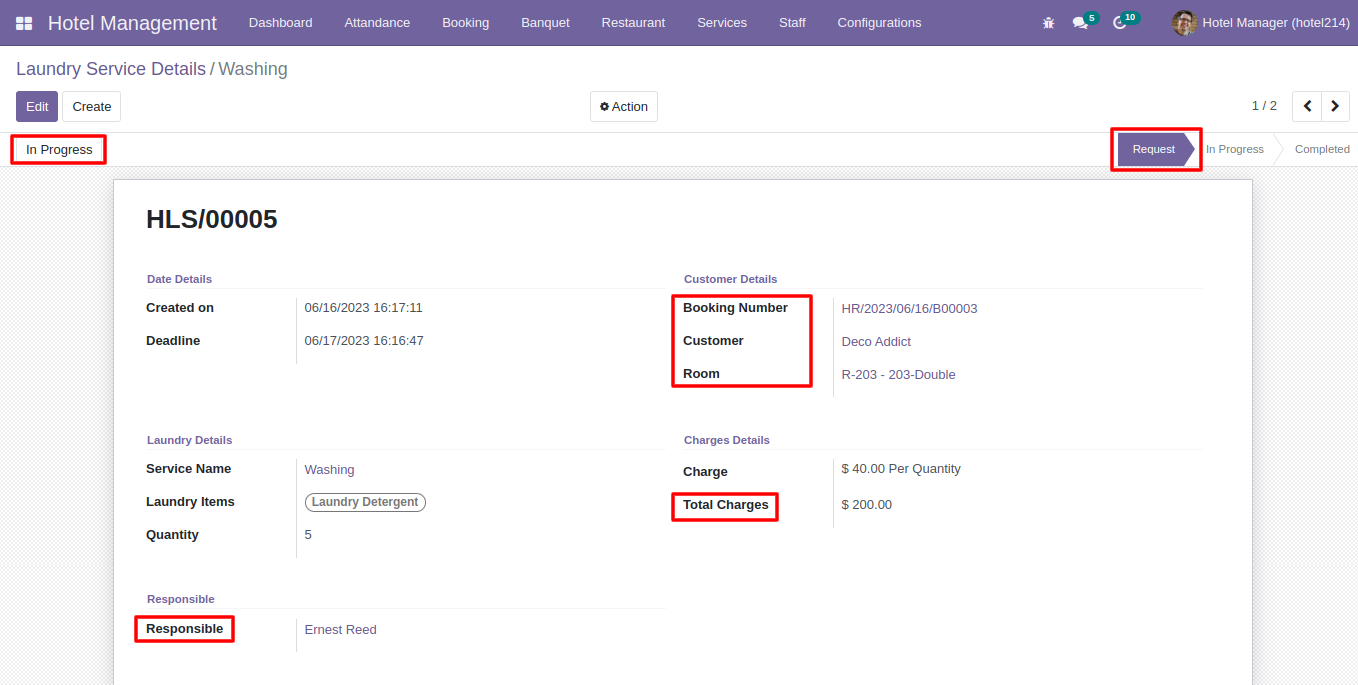 Hotel Management Dashboard Attendance Booking Banquet Restaurant Services Staff Configurations 5 10 Hotel Manager (hotel214)
Laundry Service Details / Washing
Edit Create Action 1 / 2
In Progress Request In Progress Completed
HLS/00005
Date Details
Created on 06/16/2023 16:17:11
Deadline 06/17/2023 16:16:47
Customer Details
Booking Number HR/2023/06/16/B00003
Customer Deco Addict
Room R-203 - 203-Double
Laundry Details
Service Name Washing
Laundry Items Laundry Detergent
Quantity 5
Charges Details
Charge $ 40.00 Per Quantity
Total Charges $ 200.00
Responsible
Responsible Ernest Reed